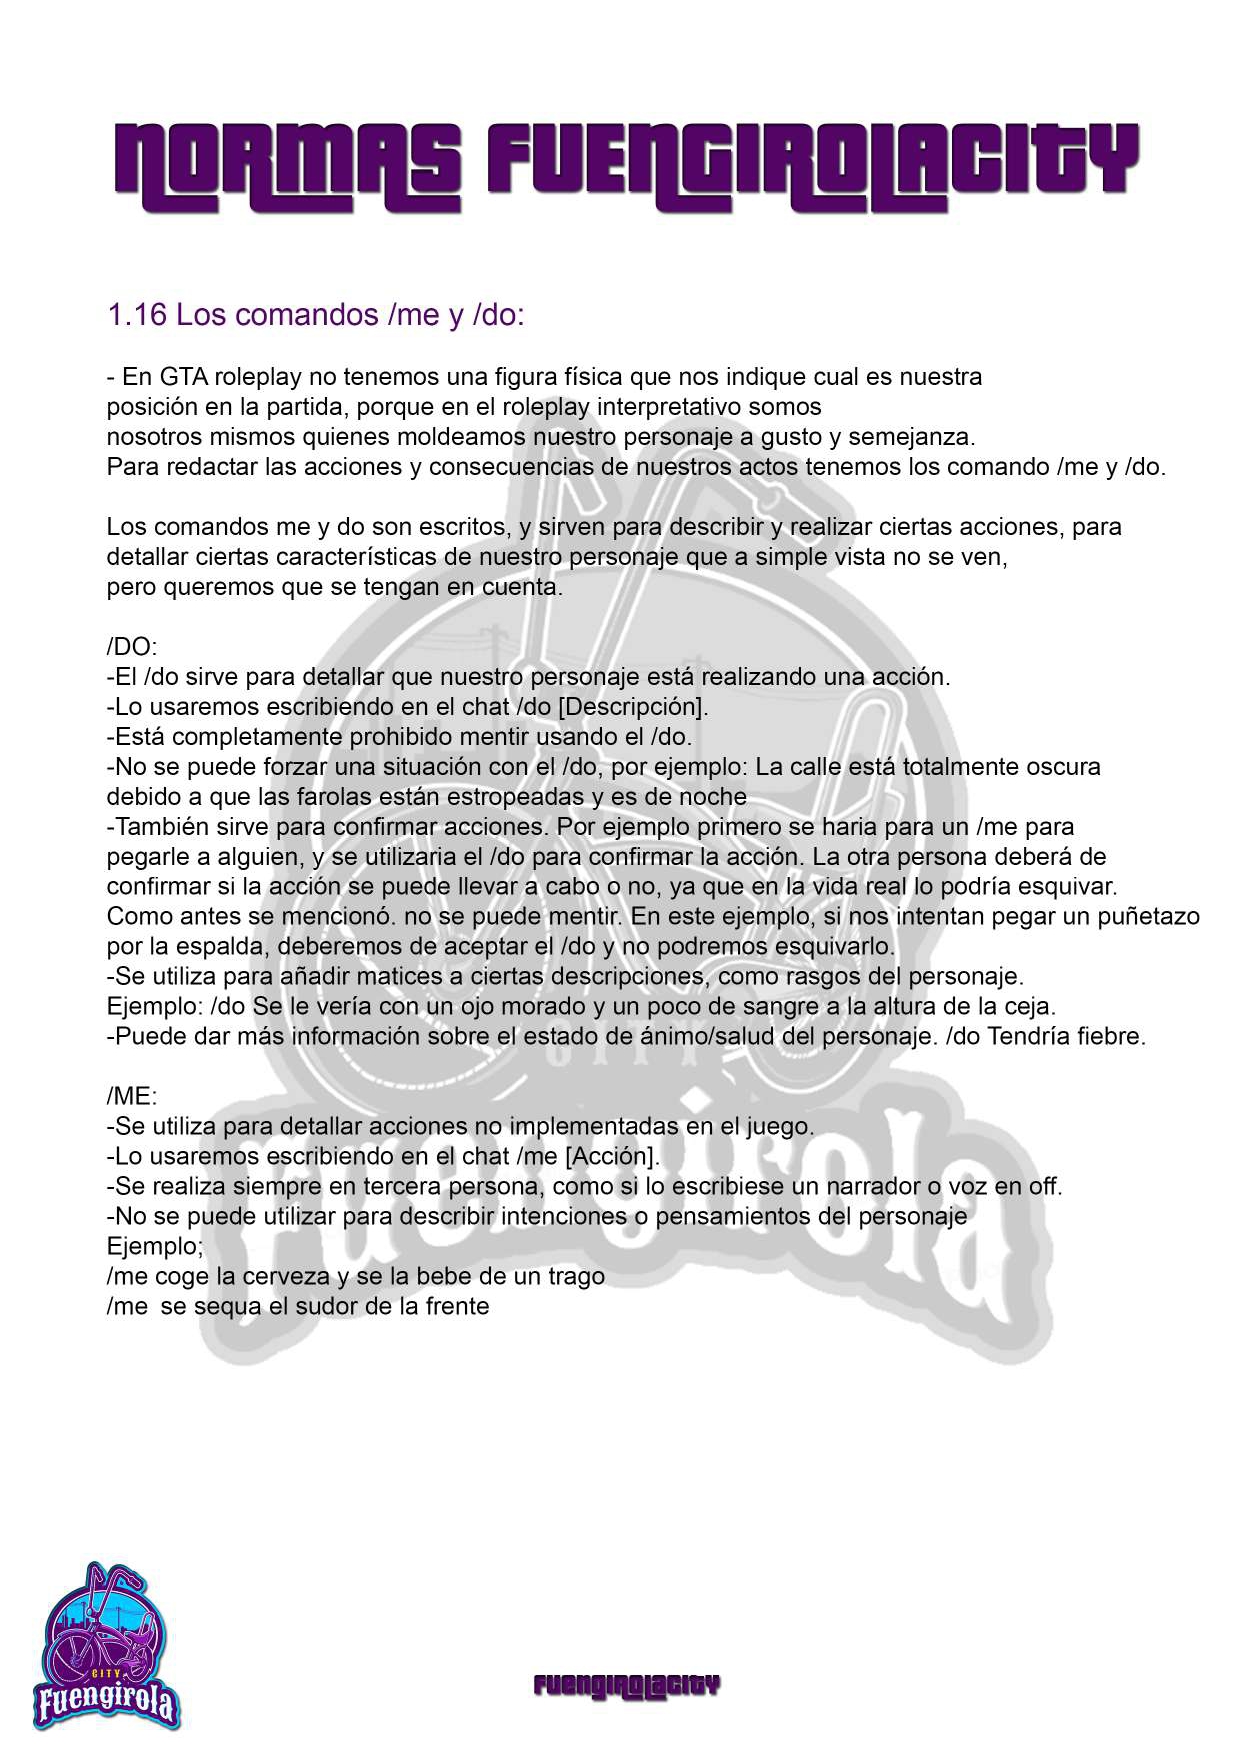 NORMAS FUENGIROLACITY
1.16 Los comandos /me y /do:
- En GTA roleplay no tenemos una figura física que nos indique cual es nuestra
posición en la partida, porque en el roleplay interpretativo somos
nosotros mismos quienes moldeamos nuestro personaje a gusto y semejanza.
Para redactar las acciones y consecuencias de nuestros actos tenemos los comando /me y /do.
Los comandos me y do son escritos, y sirven para describir y realizar ciertas acciones, para
detallar ciertas características de nuestro personaje que a simple vista no se ven,
pero queremos que se tengan en cuenta.
/DO:
-El /do sirve para detallar que nuestro personaje está realizando una acción.
-Lo usaremos escribiendo en el chat /do [Descripción].
-Está completamente prohibido mentir usando el /do.
-No se puede forzar una situación con el /do, por ejemplo: La calle está totalmente oscura
debido a que las farolas están estropeadas y es de noche
-También sirve para confirmar acciones. Por ejemplo primero se haria para un /me para
pegarle a alguien, y se utilizaria el /do para confirmar la acción. La otra persona deberá de
confirmar si la acción se puede llevar a cabo o no, ya que en la vida real lo podría esquivar.
Como antes se mencionó. no se puede mentir. En este ejemplo, si nos intentan pegar un puñetazo
por la espalda, deberemos de aceptar el /do y no podremos esquivarlo.
-Se utiliza para añadir matices a ciertas descripciones, como rasgos del personaje.
Ejemplo: /do Se le vería con un ojo morado y un poco de sangre a la altura de la ceja.
-Puede dar más información sobre el estado de ánimo/salud del personaje. /do Tendría fiebre.
CITY
/ME:
-Se utiliza para detallar acciones no implementadas en el juego.
-Lo usaremos escribiendo en el chat /me [Acción].
-Se realiza siempre en tercera persona, como si lo escribiese un narrador o voz en off.
-No se puede utilizar para describir intenciones o pensamientos del personaje
Fuengirola
Ejemplo;
/me coge la cerveza y se la bebe de un trago
/me se sequa el sudor de la frente
CITY
Fuengirola
FUENGIROLACITY